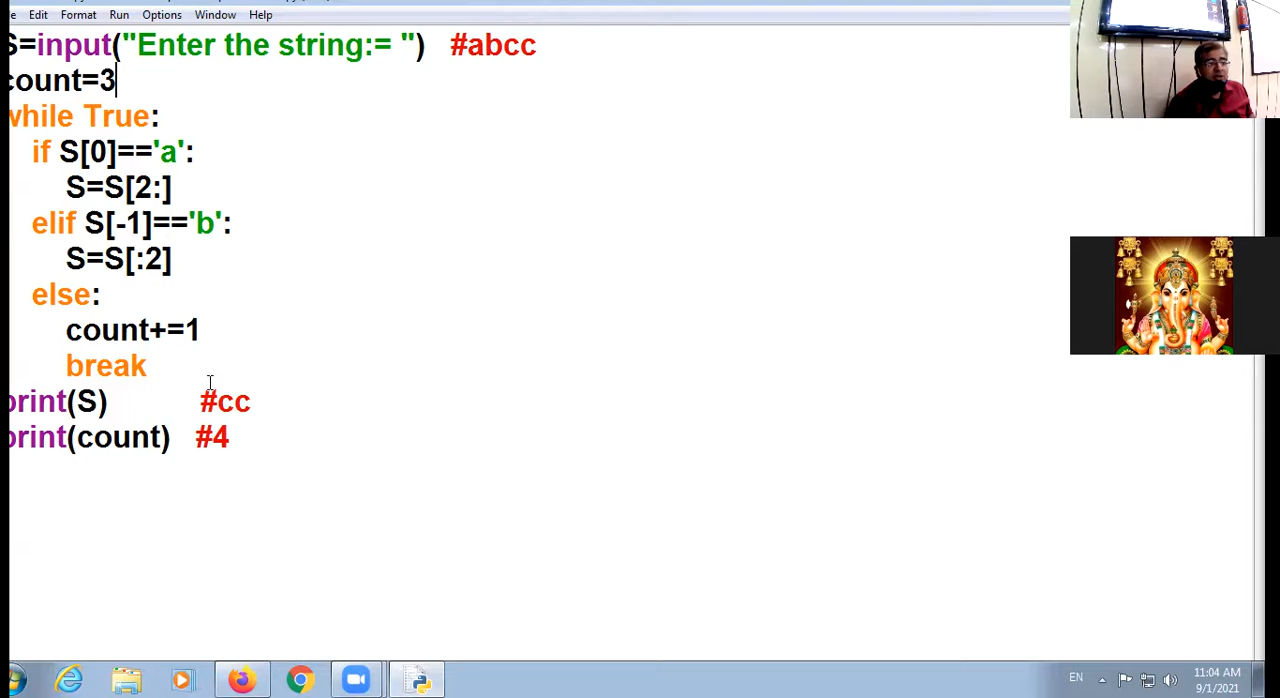 e Edit Format Run Options Window Help
S=input("Enter the string:= ") #abcc
count=3
while True:
if S[0]=='a':
S=S[2:]
elif S[-1]=='b':
S=S[:2]
else:
count+=1
break
print(S) #cc
print(count) #4
EN
11:04 AM
9/1/2021